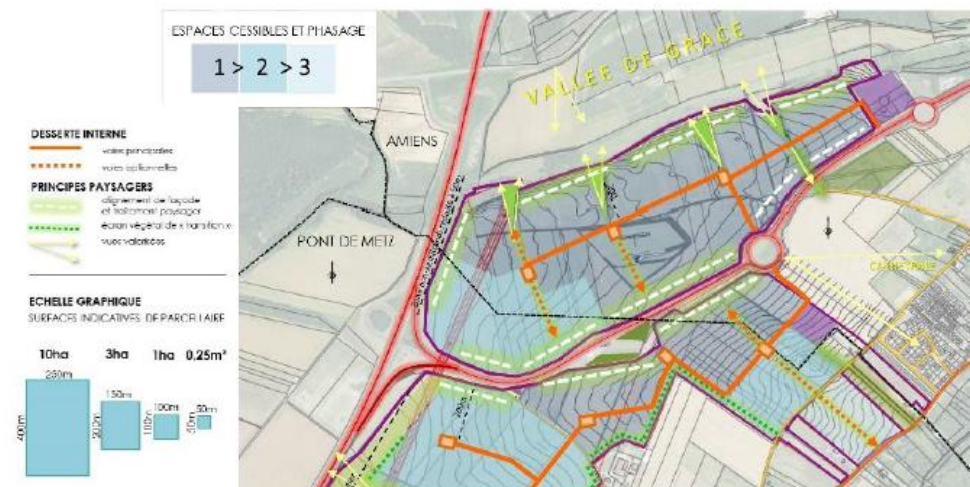 ESPACES CESSIBLES ET PHASAGE
1 > 2 > 3
VALLEE DE GRACE
AMIENS
PONT DE METZ
DESSERTE INTERNE
voies principales
voies optionnelles
PRINCIPES PAYSAGERS
alignement de façade
et traitement paysager
écran végétal de « transition »
vues valorisées
ECHELLE GRAPHIQUE
SURFACES INDICATIVES DE PARCELLAIRE
10ha 3ha 1ha 0,25m²
250m
400m
150m
200m
100m
100m
50m
50m